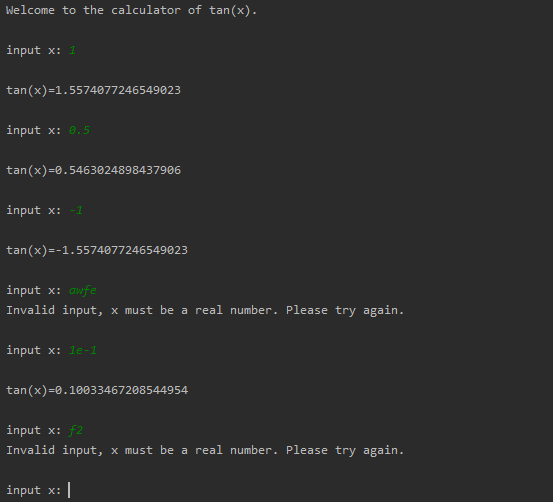 Welcome to the calculator of tan(x).
input x: 1
tan(x)=1.5574077246549023
input x: 0.5
tan(x)=0.5463024898437906
input x: -1
tan(x)=-1.5574077246549023
input x: awfe
Invalid input, x must be a real number. Please try again.
input x: 1e-1
tan(x)=0.10033467208544954
input x: f2
Invalid input, x must be a real number. Please try again.
input x: